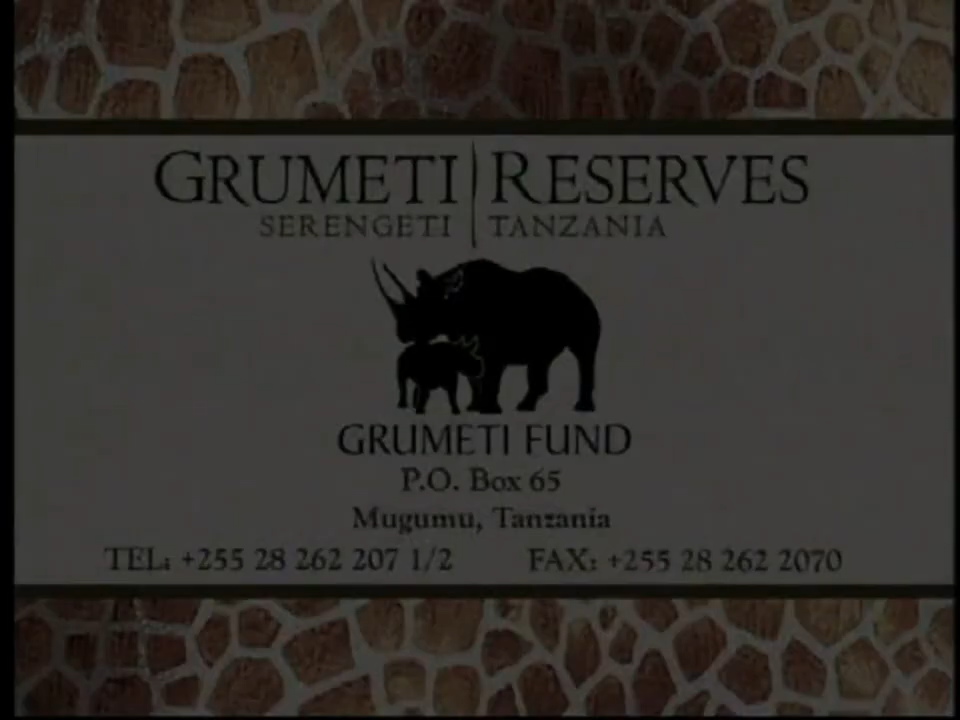 GRUMETI RESERVES
SERENGETI TANZANIA
GRUMETI FUND
P.O. Box 65
Mugumu, Tanzania
TEL: +255 28 262 207 1/2 FAX: +255 28 262 2070